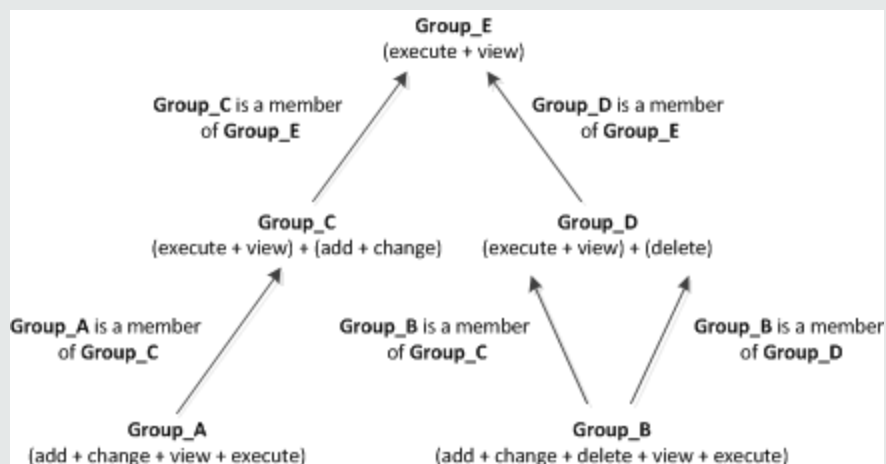 Group_E
(execute + view)
Group_C is a member
of Group_E
Group_D is a member
of Group_E
Group_C
(execute + view) + (add + change)
Group_D
(execute + view) + (delete)
Group_A is a member
of Group_C
Group_B is a member
of Group_C
Group_B is a member
of Group_D
Group_A
(add + change + view + execute)
Group_B
(add + change + delete + view + execute)